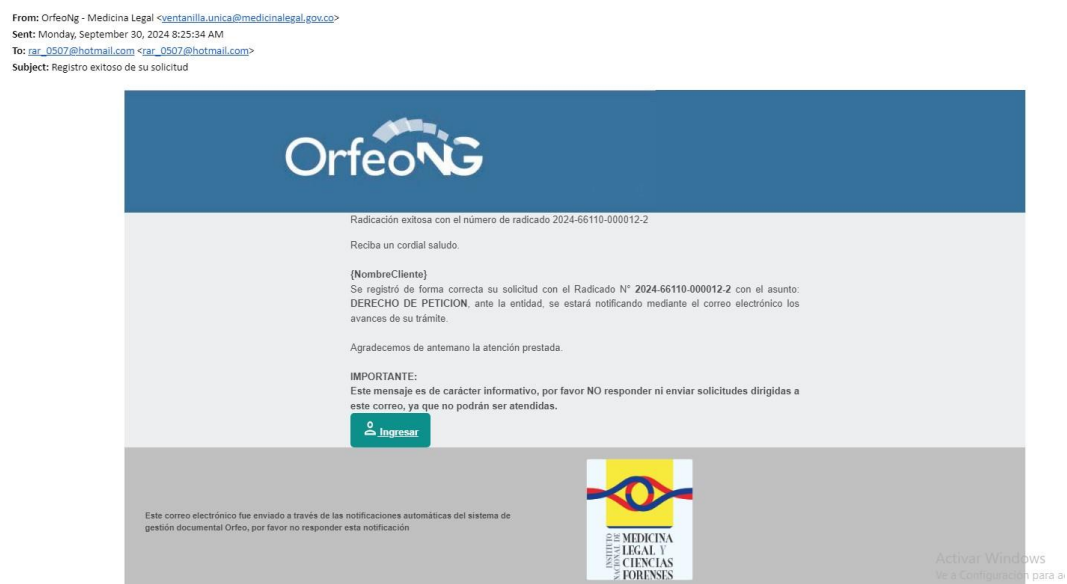 From: OrfeoNg - Medicina Legal <ventanilla.unica@medicinalegal.gov.co>
Sent: Monday, September 30, 2024 8:25:34 AM
To: rar_0507@hotmail.com <rar_0507@hotmail.com>
Subject: Registro exitoso de su solicitud
OrfeoNG
Radicación exitosa con el número de radicado 2024-66110-000012-2
Reciba un cordial saludo.
{NombreCliente}
Se registró de forma correcta su solicitud con el Radicado N° 2024-66110-000012-2 con el asunto:
DERECHO DE PETICION, ante la entidad, se estará notificando mediante el correo electrónico los
avances de su trámite.
Agradecemos de antemano la atención prestada.
IMPORTANTE:
Este mensaje es de carácter informativo, por favor NO responder ni enviar solicitudes dirigidas a
este correo, ya que no podrán ser atendidas.
Ingresar
Este correo electrónico fue enviado a través de las notificaciones automáticas del sistema de
gestión documental Orfeo, por favor no responder esta notificación
INSTITUTO
NACIONAL DE
MEDICINA
LEGAL Y
CIENCIAS
FORENSES
Activar Windows
Ve a Configuración para a